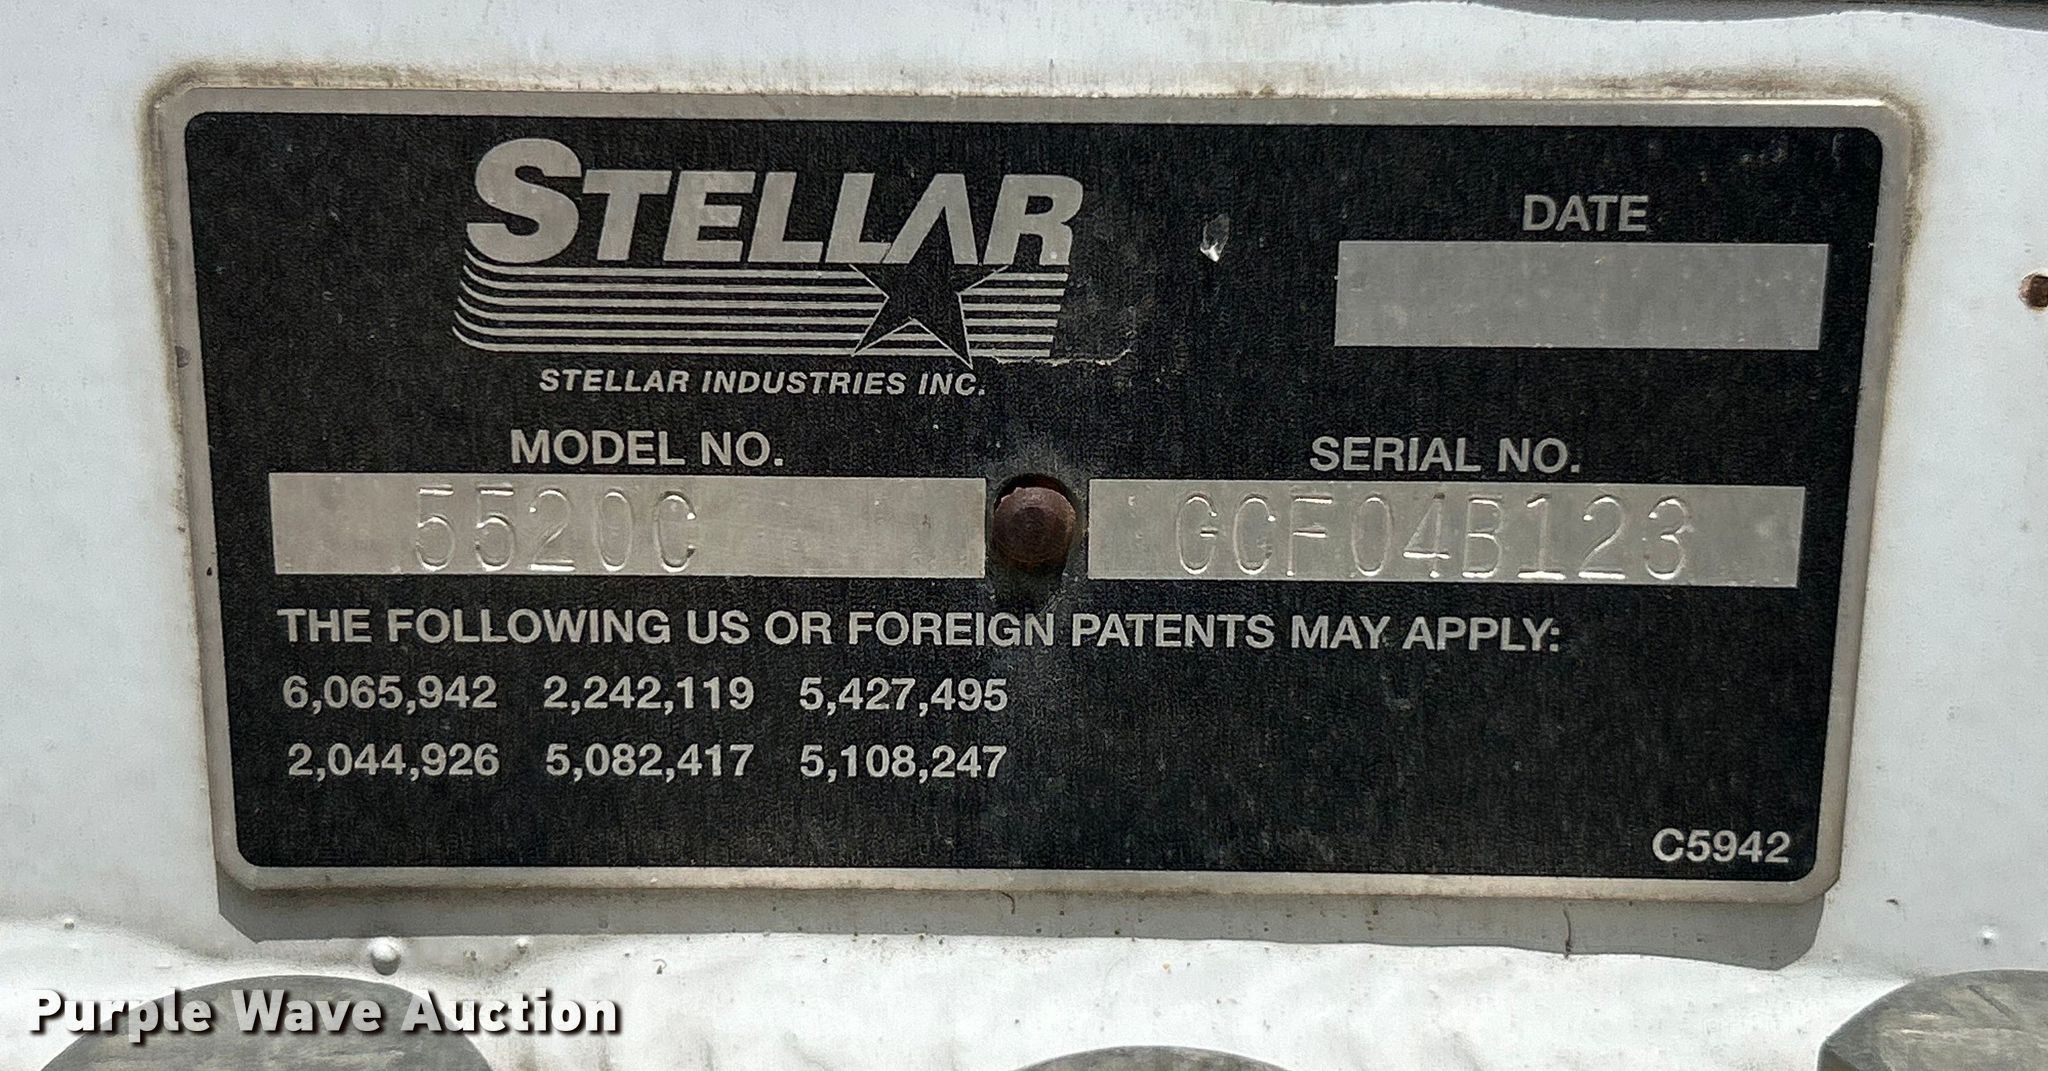 STELLAR
DATE
STELLAR INDUSTRIES INC.
MODEL NO.
SERIAL NO.
5520C
GCF04B123
THE FOLLOWING US OR FOREIGN PATENTS MAY APPLY:
6,065,942 2,242,119 5,427,495
2,044,926 5,082,417 5,108,247
C5942
Purple Wave Auction